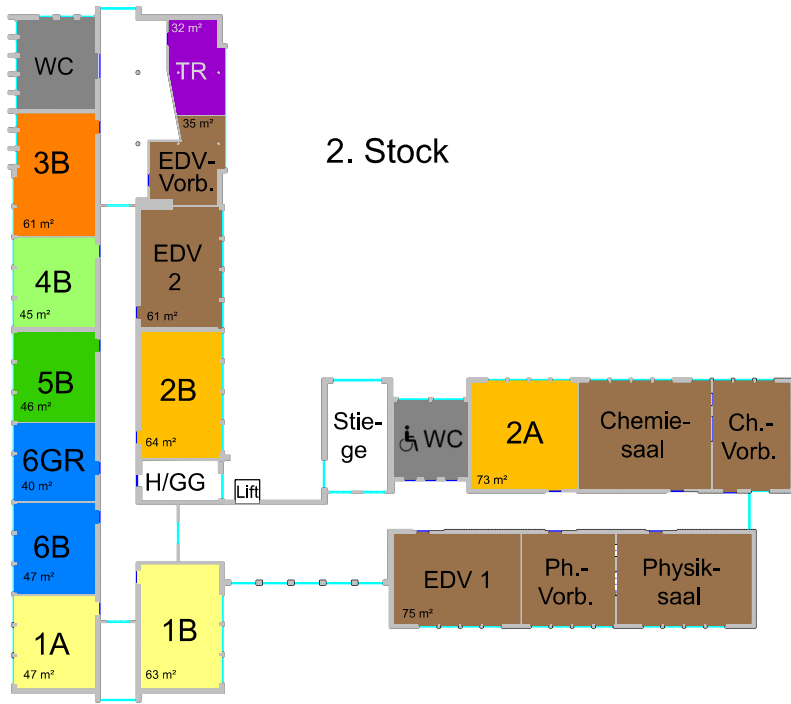 32 m²
WC
TR
35 m²
2. Stock
3B
EDV-
Vorb.
61 m²
EDV
2
4B
45 m²
61 m²
5B
2B
46 m²
64 m²
Stie-
ge
WC
2A
73 m²
Chemie-
saal
Ch.-
Vorb.
6GR
40 m²
H/GG
Lift
6B
47 m²
EDV 1
75 m²
Ph.-
Vorb.
Physik-
saal
1A
47 m²
1B
63 m²